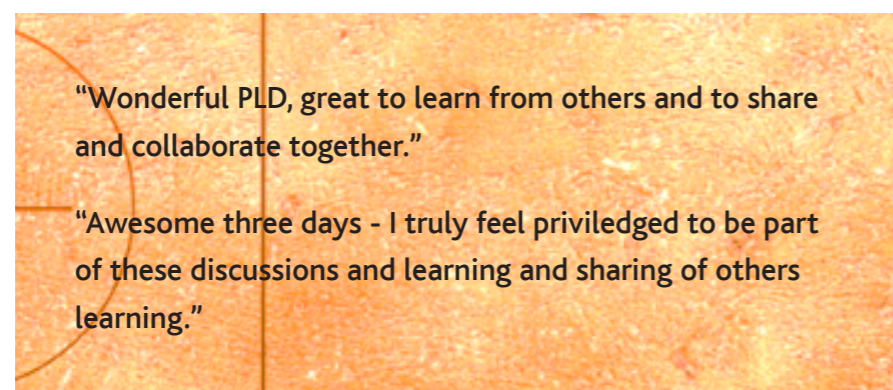 “Wonderful PLD, great to learn from others and to share
and collaborate together.”
“Awesome three days - I truly feel priviledged to be part
of these discussions and learning and sharing of others
learning.”